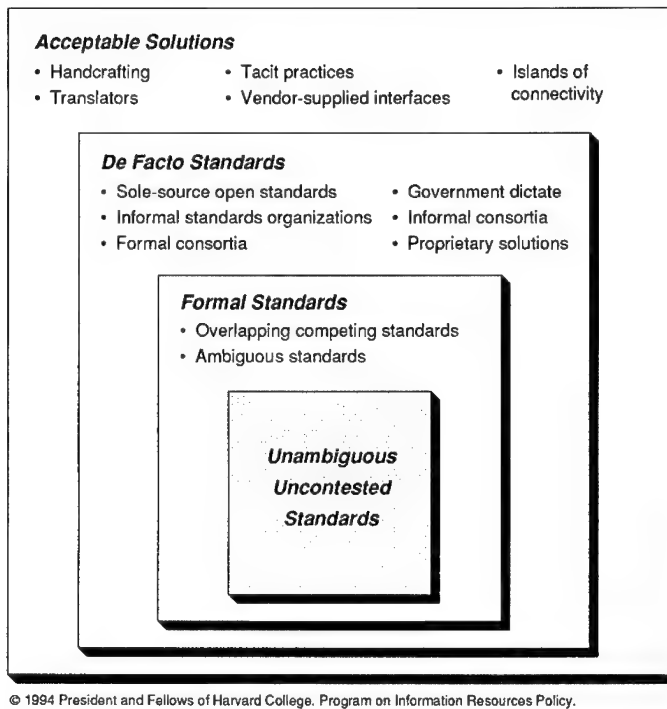 Acceptable Solutions
• Handcrafting • Tacit practices • Islands of
• Translators • Vendor-supplied interfaces connectivity
De Facto Standards
• Sole-source open standards • Government dictate
• Informal standards organizations • Informal consortia
• Formal consortia • Proprietary solutions
Formal Standards
• Overlapping competing standards
• Ambiguous standards
Unambiguous
Uncontested
Standards
© 1994 President and Fellows of Harvard College. Program on Information Resources Policy.